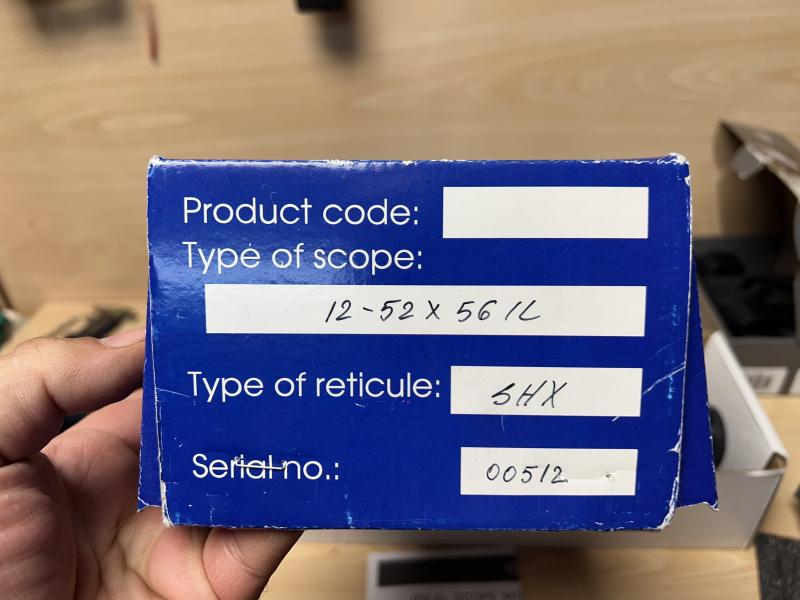 Product code:
Type of scope:
12-52 X 56 IL
Type of reticule: SHX
Serial no.: 00512